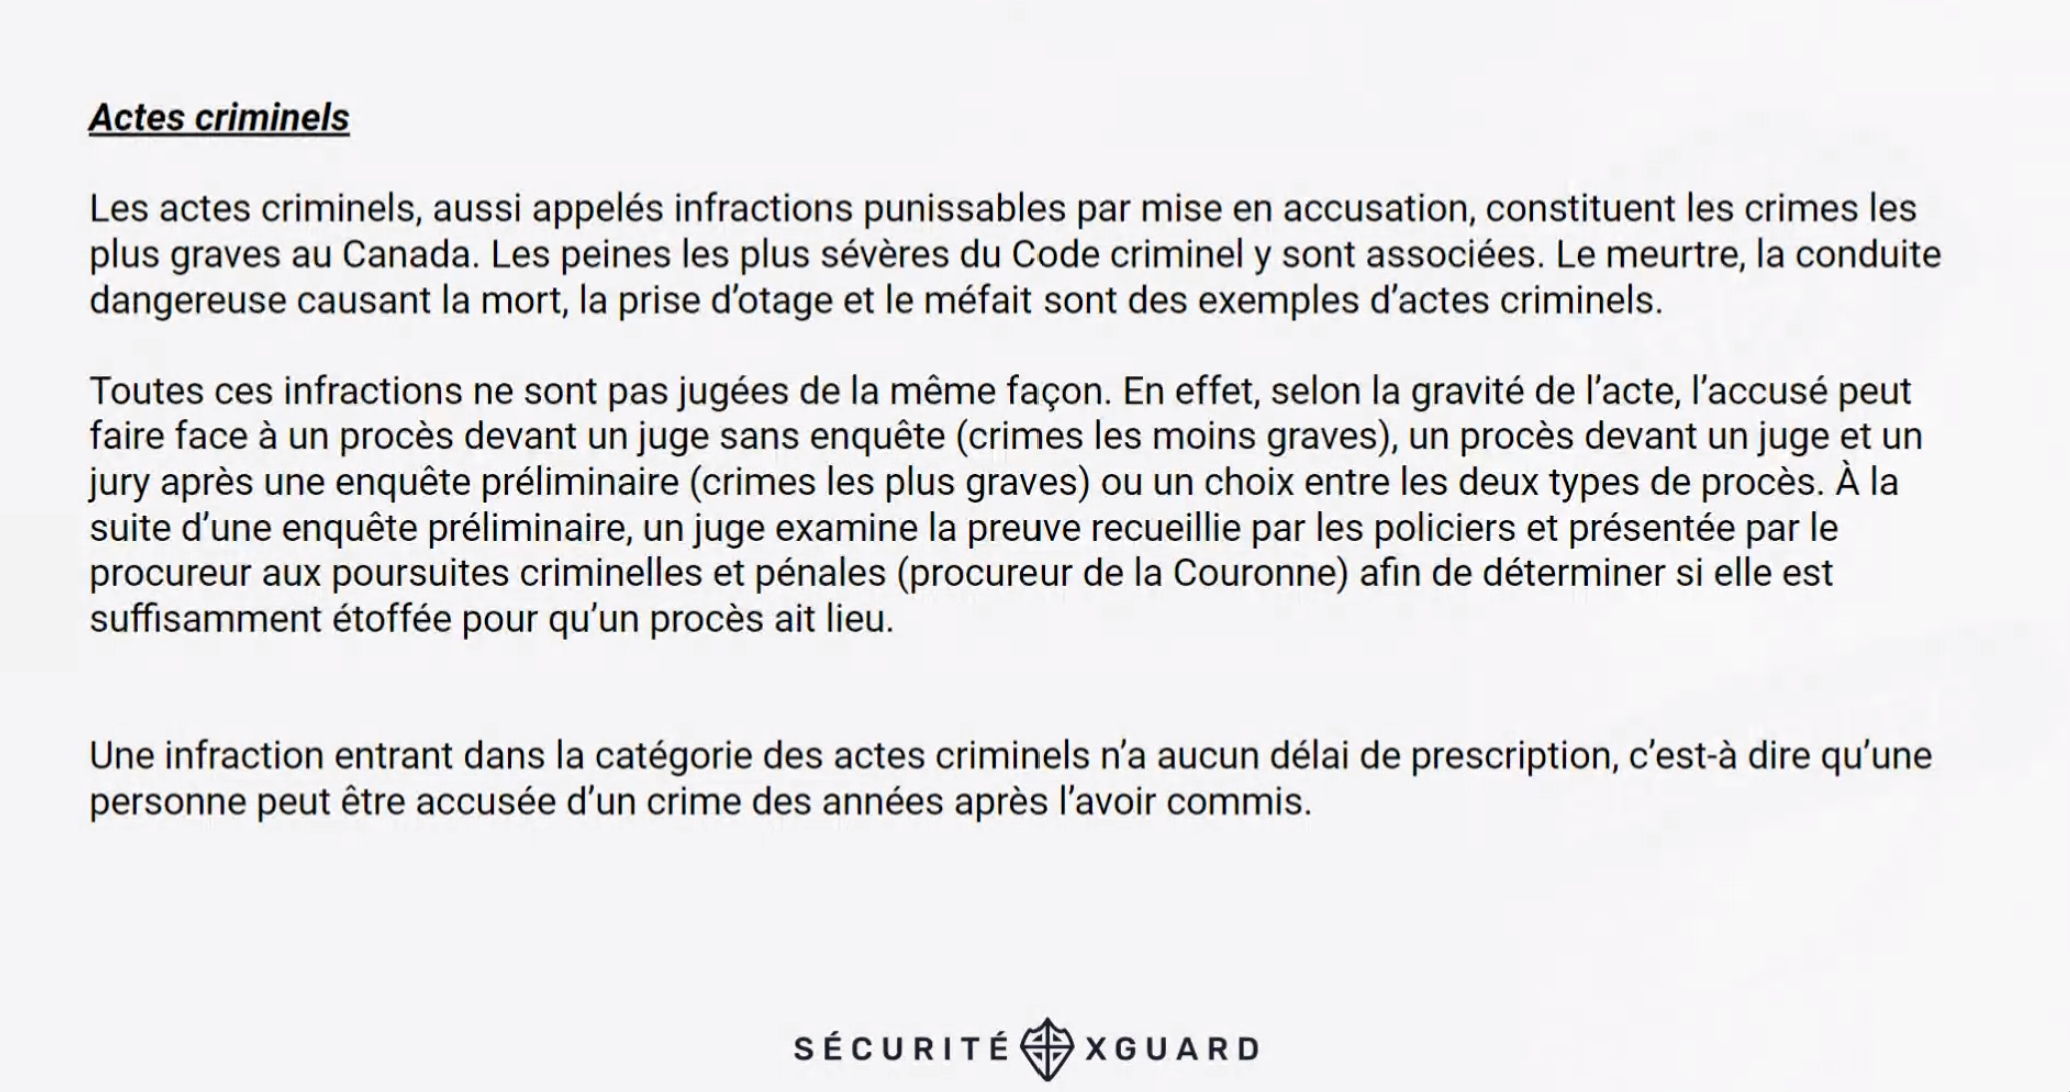 Actes criminels
Les actes criminels, aussi appelés infractions punissables par mise en accusation, constituent les crimes les
plus graves au Canada. Les peines les plus sévères du Code criminel y sont associées. Le meurtre, la conduite
dangereuse causant la mort, la prise d’otage et le méfait sont des exemples d’actes criminels.
Toutes ces infractions ne sont pas jugées de la même façon. En effet, selon la gravité de l’acte, l’accusé peut
faire face à un procès devant un juge sans enquête (crimes les moins graves), un procès devant un juge et un
jury après une enquête préliminaire (crimes les plus graves) ou un choix entre les deux types de procès. À la
suite d’une enquête préliminaire, un juge examine la preuve recueillie par les policiers et présentée par le
procureur aux poursuites criminelles et pénales (procureur de la Couronne) afin de déterminer si elle est
suffisamment étoffée pour qu’un procès ait lieu.
Une infraction entrant dans la catégorie des actes criminels n’a aucun délai de prescription, c’est-à dire qu’une
personne peut être accusée d’un crime des années après l’avoir commis.
SÉCURITÉ XGUARD